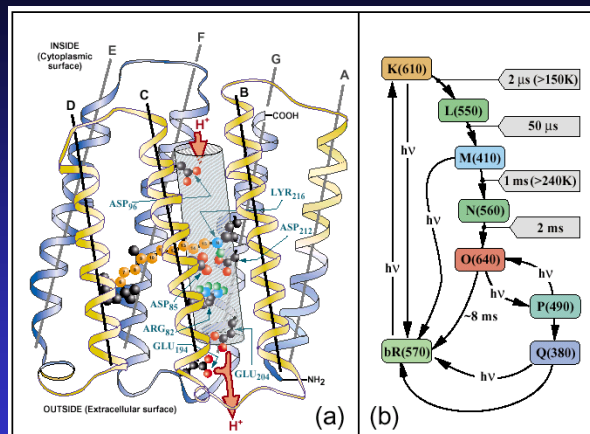 INSIDE
(Cytoplasmic
surface)
E
F
G
A
D
C
B
COOH
H+
ASP96
LYR216
ASP212
ASP85
ARG82
GLU194
GLU204
NH2
OUTSIDE (Extracellular surface)
H+
(a)
K(610)
2 µs (>150K)
L(550)
50 µs
hν
M(410)
1 ms (>240K)
hν
N(560)
2 ms
hν
O(640)
hν
hν
P(490)
~8 ms
bR(570)
hν
Q(380)
(b)